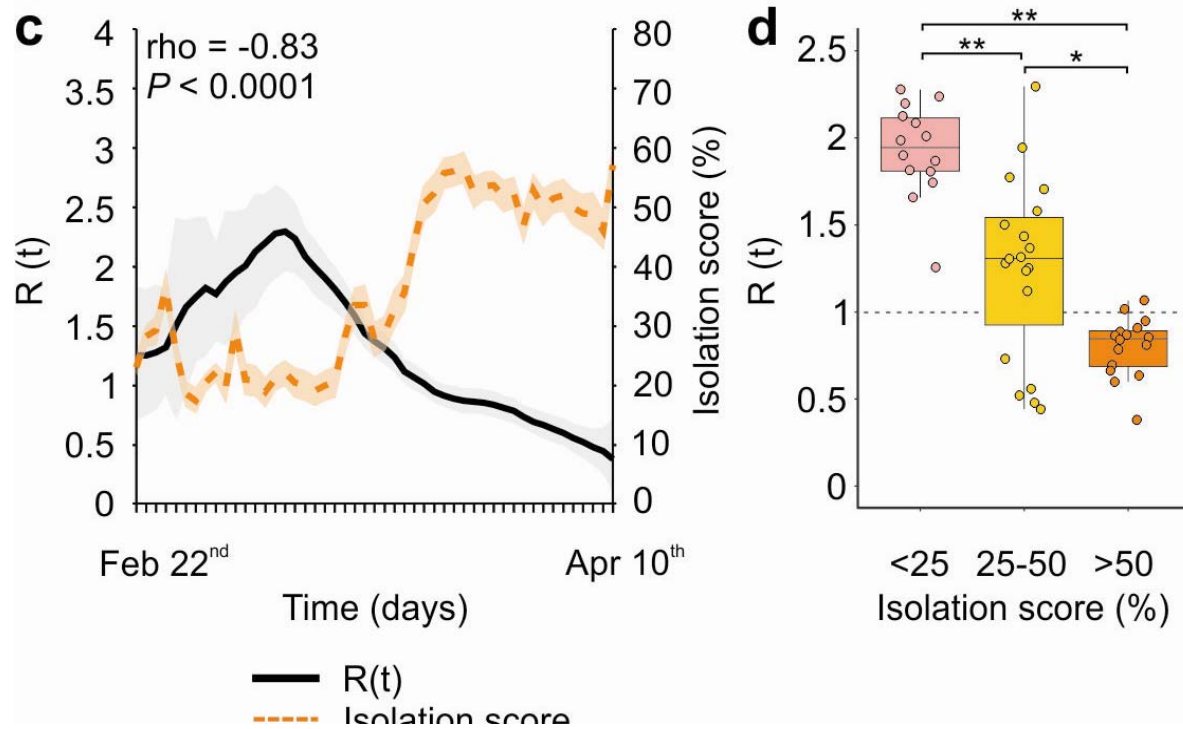 c
rho = -0.83
P < 0.0001
4
3.5
3
2.5
2
1.5
1
0.5
0
R (t)
80
70
60
50
40
30
20
10
0
Isolation score (%)
Feb 22nd
Apr 10th
Time (days)
R(t)
Isolation score
d
**
**
*
2.5
2
1.5
1
0.5
0
R (t)
<25 25-50 >50
Isolation score (%)